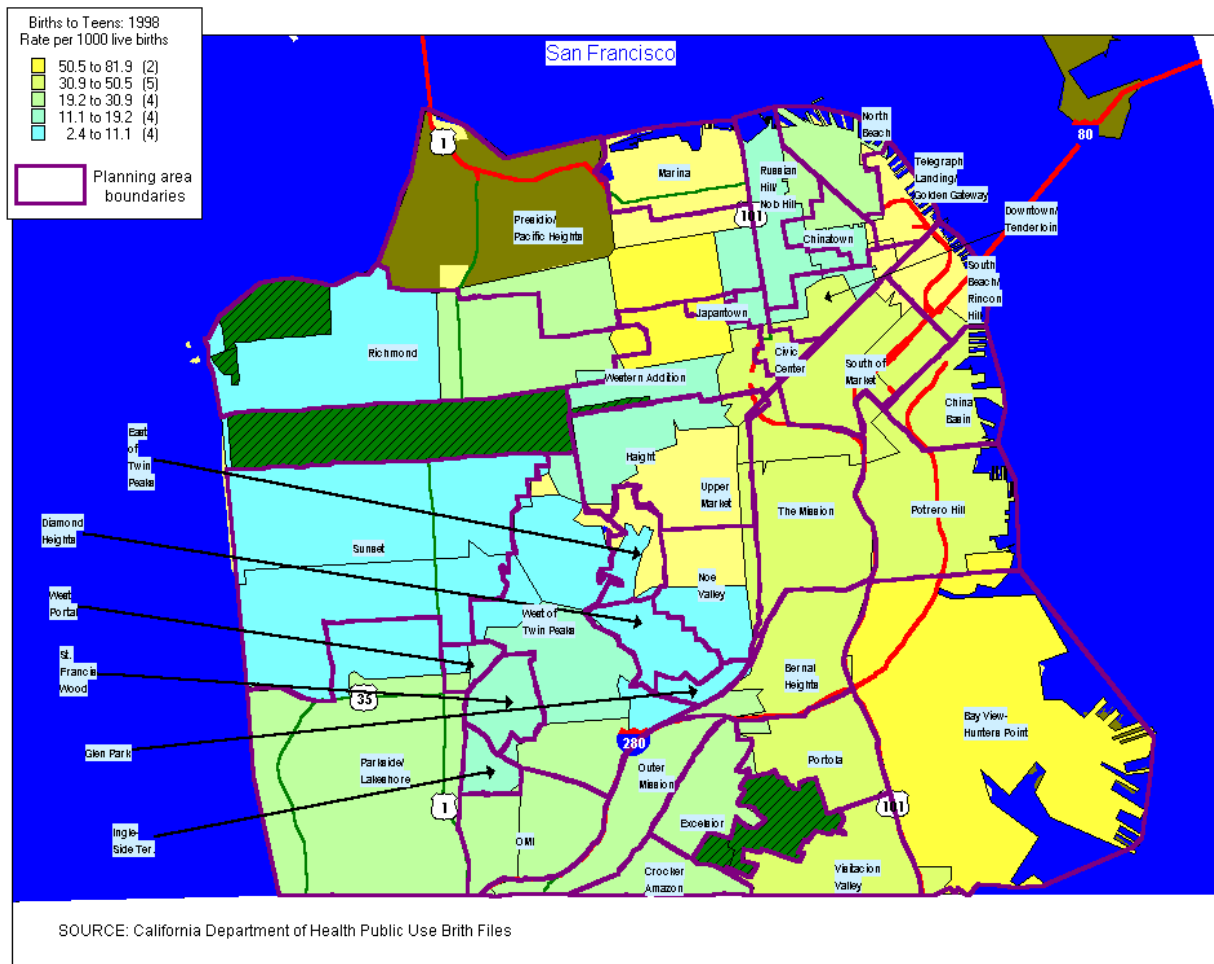 Births to Teens: 1998
Rate per 1000 live births
50.5 to 81.9 (2)
30.9 to 50.5 (5)
19.2 to 30.9 (4)
11.1 to 19.2 (4)
2.4 to 11.1 (4)
Planning area
boundaries
San Francisco
1
80
North
Beach
Telegraph
Landing/
Golden Gateway
Marina
Russian
Hill/
Nob Hill
101
Presidio/
Pacific Heights
Downtown/
Tenderloin
Chinatown
South
Beach/
Rincon
Hill
Japantown
Richmond
Civic
Center
South of
Market
Western Addition
China
Basin
East
of
Twin
Peaks
Haight
Upper
Market
The Mission
Potrero Hill
Diamond
Heights
Sunset
Noe
Valley
West
Portal
West of
Twin Peaks
St.
Francis
Wood
Bernal
Heights
35
Bay View-
Hunters Point
Glen Park
280
Parkside/
Lakeshore
Outer
Mission
Portola
1
101
Ingle-
Side Ter.
OMI
Excelsior
Crocker
Amazon
Visitacion
Valley
SOURCE: California Department of Health Public Use Brith Files